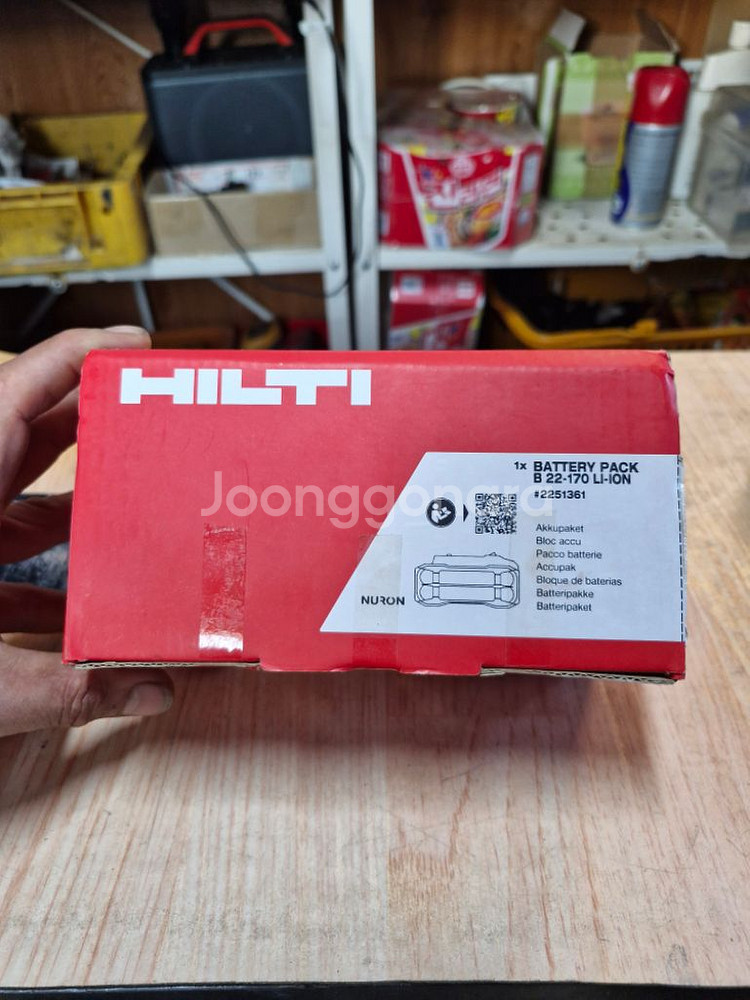 HILTI
1x BATTERY PACK
B 22-170 LI-ION
#2251361
Akkupaket
Bloc accu
Pacco batterie
Accupak
Bloque de baterias
Batteripakke
Batteripaket
NURON
Joonggonara